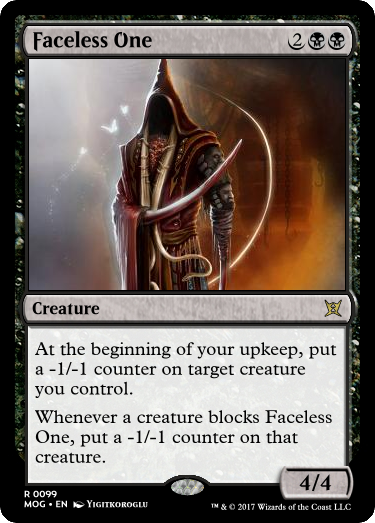 Faceless One 2
Creature
At the beginning of your upkeep, put
a -1/-1 counter on target creature
you control.
Whenever a creature blocks Faceless
One, put a -1/-1 counter on that
creature.
4/4
R 0099
MOG • EN YIGITKOROGLU
™ & © 2017 Wizards of the Coast LLC